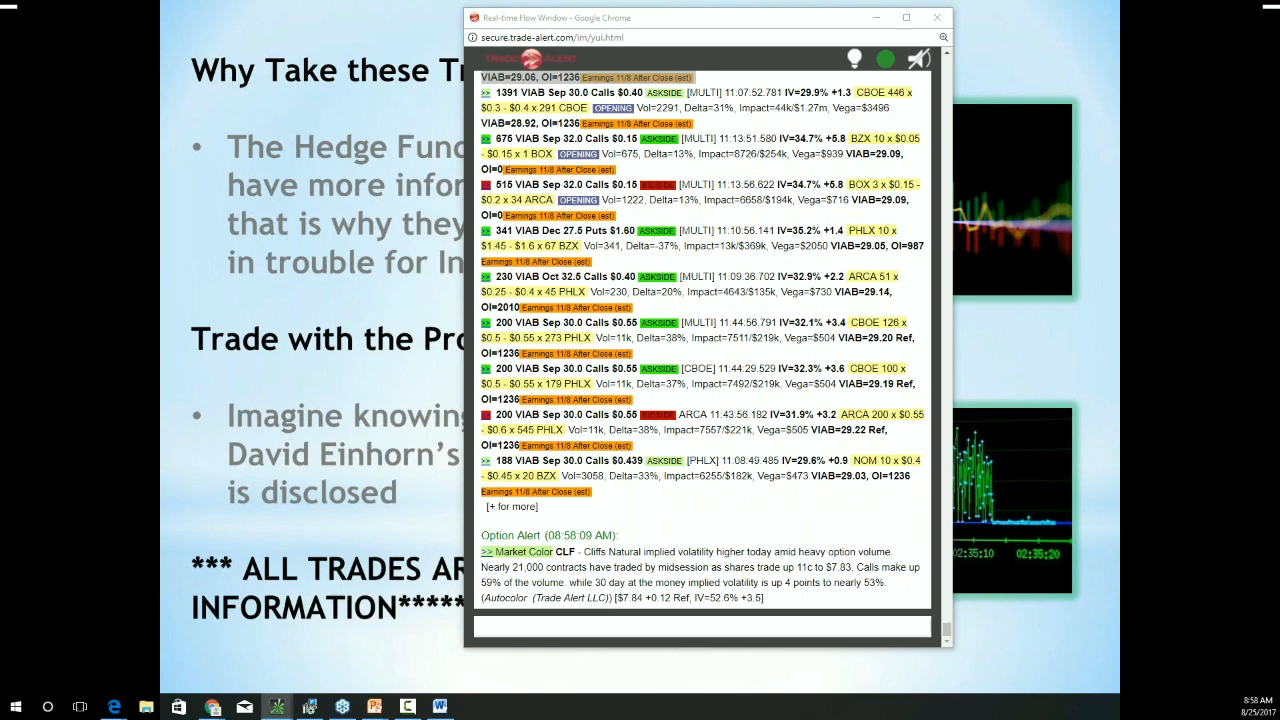 Real-time Flow Window - Google Chrome
secure.trade-alert.com/im/yui.html
TRADE ALERT
Why Take these Tr
• The Hedge Fund
have more infor
that is why they
in trouble for In
Trade with the Pro
• Imagine knowing
David Einhorn's
is disclosed
*** ALL TRADES AR
INFORMATION*****
VIAB=29.06, OI=1236 Earnings 11/8 After Close (est)
>> 1391 VIAB Sep 30.0 Calls $0.40 ASKSIDE [MULTI] 11:07:52.781 IV=29.9% +1.3 CBOE 446 x
$0.3 - $0.4 x 291 CBOE OPENING Vol=2291, Delta=31%, Impact=44k/$1.27m, Vega=$3496
VIAB=28.92, OI=1236 Earnings 11/8 After Close (est)
>> 675 VIAB Sep 32.0 Calls $0.15 ASKSIDE [MULTI] 11:13:51.580 IV=34.7% +5.8 BZX 10 x $0.05
- $0.15 x 1 BOX OPENING Vol=675, Delta=13%, Impact=8726/$254k, Vega=$939 VIAB=29.09,
OI=0 Earnings 11/8 After Close (est)
>> 515 VIAB Sep 32.0 Calls $0.15 BIDSIDE [MULTI] 11:13:56.622 IV=34.7% +5.8 BOX 3 x $0.15 -
$0.2 x 34 ARCA OPENING Vol=1222, Delta=13%, Impact=6658/$194k, Vega=$716 VIAB=29.09,
OI=0 Earnings 11/8 After Close (est)
>> 341 VIAB Dec 27.5 Puts $1.60 ASKSIDE [MULTI] 11:10:56.141 IV=35.2% +1.4 PHLX 10 x
$1.45 - $1.6 x 67 BZX Vol=341, Delta=-37%, Impact=13k/$369k, Vega=$2050 VIAB=29.05, OI=987
Earnings 11/8 After Close (est)
>> 230 VIAB Oct 32.5 Calls $0.40 ASKSIDE [MULTI] 11:09:36.702 IV=32.9% +2.2 ARCA 51 x
$0.25 - $0.4 x 45 PHLX Vol=230, Delta=20%, Impact=4643/$135k, Vega=$730 VIAB=29.14,
OI=2010 Earnings 11/8 After Close (est)
>> 200 VIAB Sep 30.0 Calls $0.55 ASKSIDE [MULTI] 11:44:56.791 IV=32.1% +3.4 CBOE 126 x
$0.5 - $0.55 x 273 PHLX Vol=11k, Delta=38%, Impact=7511/$219k, Vega=$504 VIAB=29.20 Ref,
OI=1236 Earnings 11/8 After Close (est)
>> 200 VIAB Sep 30.0 Calls $0.55 ASKSIDE [CBOE] 11:44:29.529 IV=32.3% +3.6 CBOE 100 x
$0.5 - $0.55 x 179 PHLX Vol=11k, Delta=37%, Impact=7492/$219k, Vega=$504 VIAB=29.19 Ref,
OI=1236 Earnings 11/8 After Close (est)
>> 200 VIAB Sep 30.0 Calls $0.55 BIDSIDE ARCA 11:43:56.182 IV=31.9% +3.2 ARCA 200 x $0.55
- $0.6 x 545 PHLX Vol=11k, Delta=38%, Impact=7557/$221k, Vega=$505 VIAB=29.22 Ref,
OI=1236 Earnings 11/8 After Close (est)
>> 188 VIAB Sep 30.0 Calls $0.439 ASKSIDE [PHLX] 11:08:49.485 IV=29.6% +0.9 NOM 10 x $0.4
- $0.45 x 20 BZX Vol=3058, Delta=33%, Impact=6255/$182k, Vega=$473 VIAB=29.03, OI=1236
Earnings 11/8 After Close (est)
[+ for more]
Option Alert (08:58:09 AM):
>> Market Color CLF - Cliffs Natural implied volatility higher today amid heavy option volume.
Nearly 21,000 contracts have traded by midsession as shares trade up 11c to $7.83. Calls make up
59% of the volume. while 30 day at the money implied volatility is up 4 points to nearly 53%.
(Autocolor (Trade Alert LLC)) [$7.84 +0.12 Ref, IV=52.6% +3.5]
02:35:10 02:35:20
8:58 AM
8/25/2017